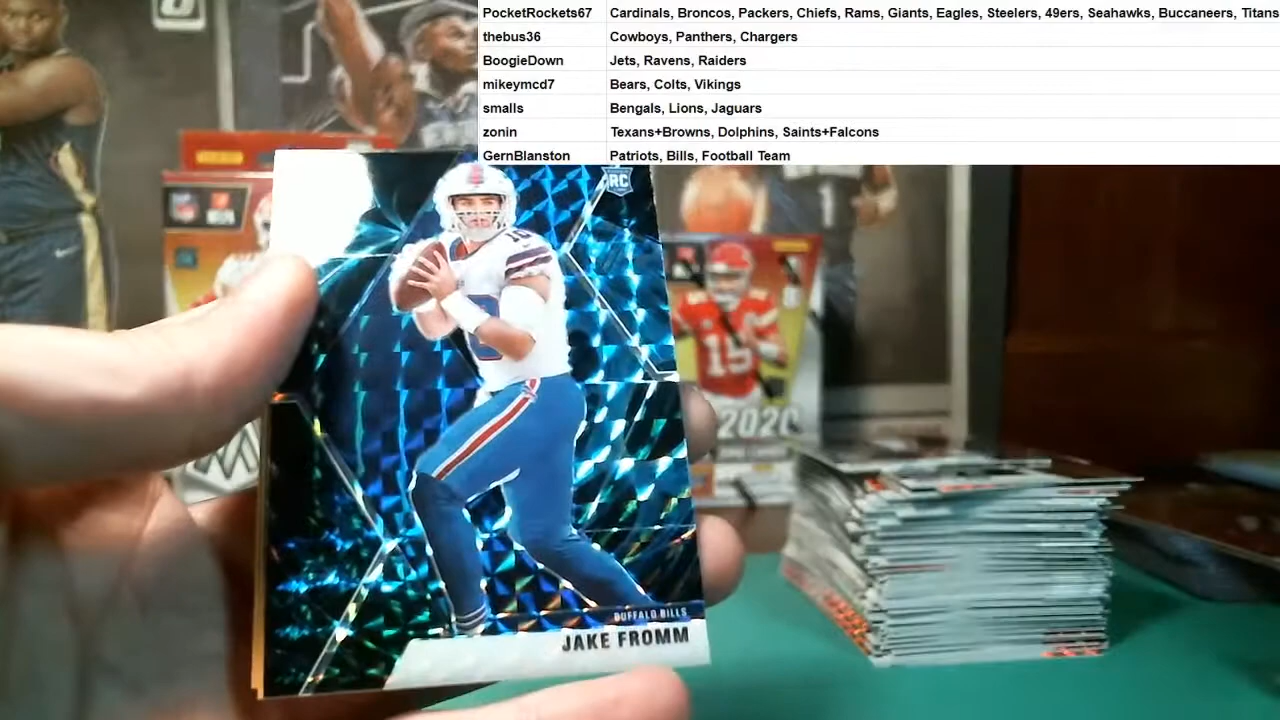 PocketRockets67 Cardinals, Broncos, Packers, Chiefs, Rams, Giants, Eagles, Steelers, 49ers, Seahawks, Buccaneers, Titans
thebus36 Cowboys, Panthers, Chargers
BoogieDown Jets, Ravens, Raiders
mikeymcd7 Bears, Colts, Vikings
smalls Bengals, Lions, Jaguars
zonin Texans+Browns, Dolphins, Saints+Falcons
GernBlanston Patriots, Bills, Football Team
RC
10
15
1
2020
BUFFALO BILLS
JAKE FROMM